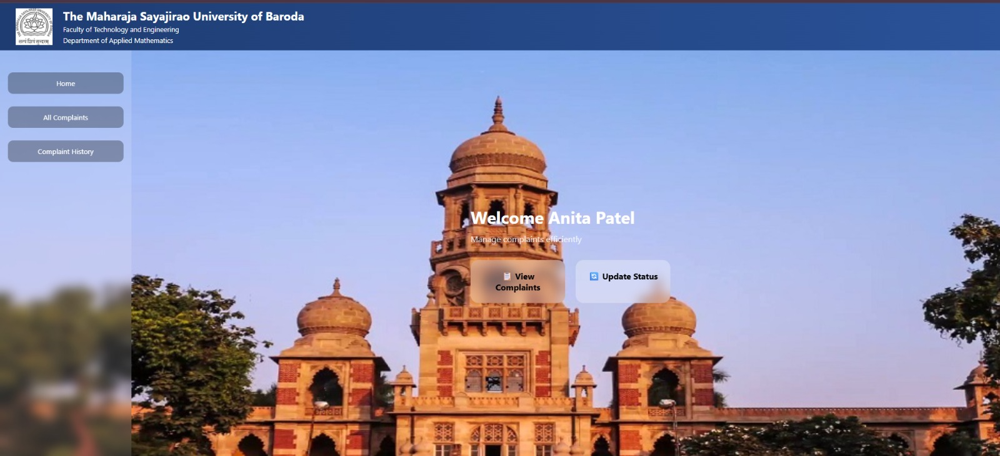 The Maharaja Sayajirao University of Baroda
Faculty of Technology and Engineering
Department of Applied Mathematics
सत्यं शिवं सुन्दरम्
Home
All Complaints
Complaint History
Welcome Anita Patel
Manage complaints efficiently
View
Complaints
Update Status